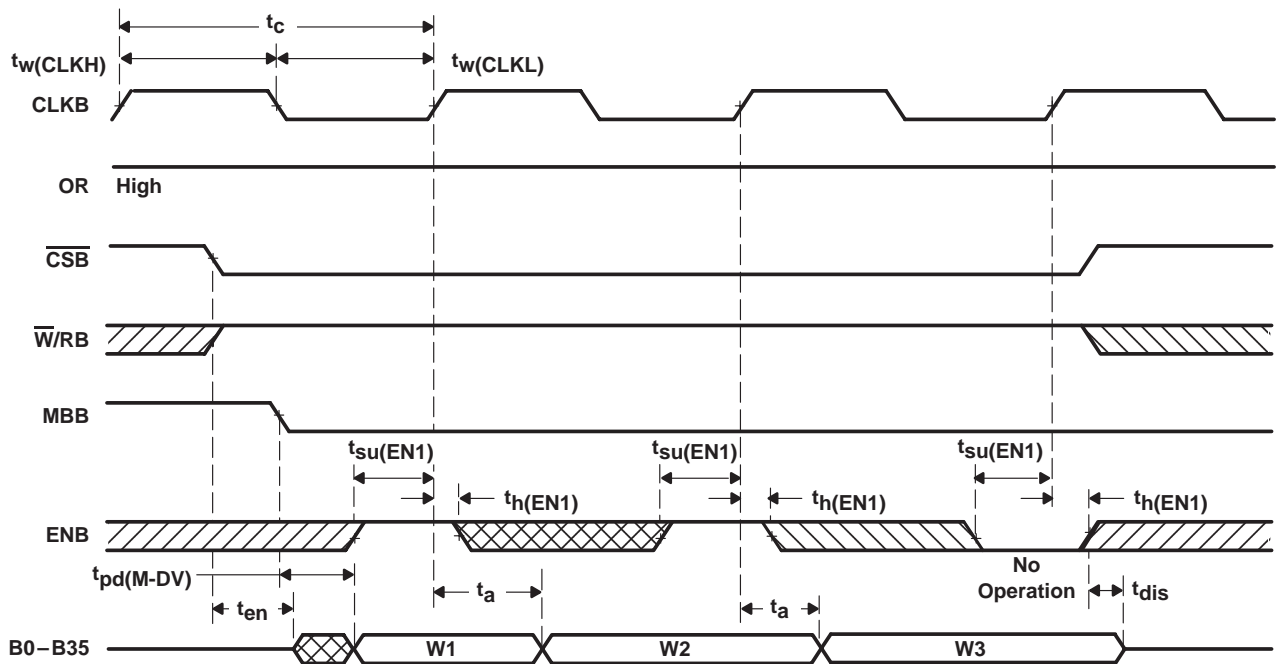 tc
tw(CLKH)
tw(CLKL)
CLKB
OR High
CSB
W/RB
MBB
tsu(EN1) tsu(EN1) tsu(EN1)
th(EN1) th(EN1) th(EN1)
ENB
No
Operation
tpd(M-DV)
ta ta tdis
ten
B0–B35 W1 W2 W3